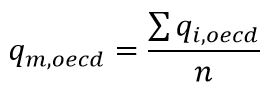 q_{m,oecd} = \frac{\sum q_{i,oecd}}{n}